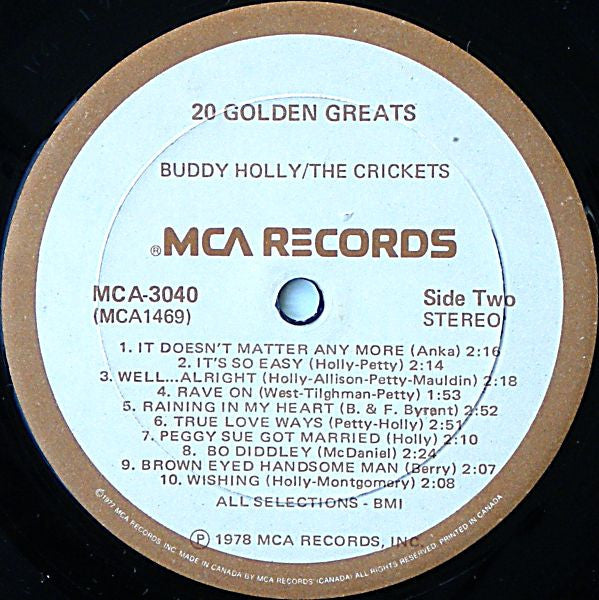 20 GOLDEN GREATS
BUDDY HOLLY/THE CRICKETS
®MCA RECORDS
MCA-3040
(MCA1469)
Side Two
STEREO
1. IT DOESN'T MATTER ANY MORE (Anka) 2:16
2. IT'S SO EASY (Holly-Petty) 2:14
3. WELL...ALRIGHT (Holly-Allison-Petty-Mauldin) 2:18
4. RAVE ON (West-Tilghman-Petty) 1:53
5. RAINING IN MY HEART (B. & F. Byrant) 2:52
6. TRUE LOVE WAYS (Petty-Holly) 2:51
7. PEGGY SUE GOT MARRIED (Holly) 2:10
8. BO DIDDLEY (McDaniel) 2:24
9. BROWN EYED HANDSOME MAN (Berry) 2:07
10. WISHING (Holly-Montgomery) 2:08
ALL SELECTIONS - BMI
℗ 1978 MCA RECORDS, INC.
©1977 MCA RECORDS, INC. MADE IN CANADA BY MCA RECORDS (CANADA) ALL RIGHTS RESERVED. PRINTED IN CANADA